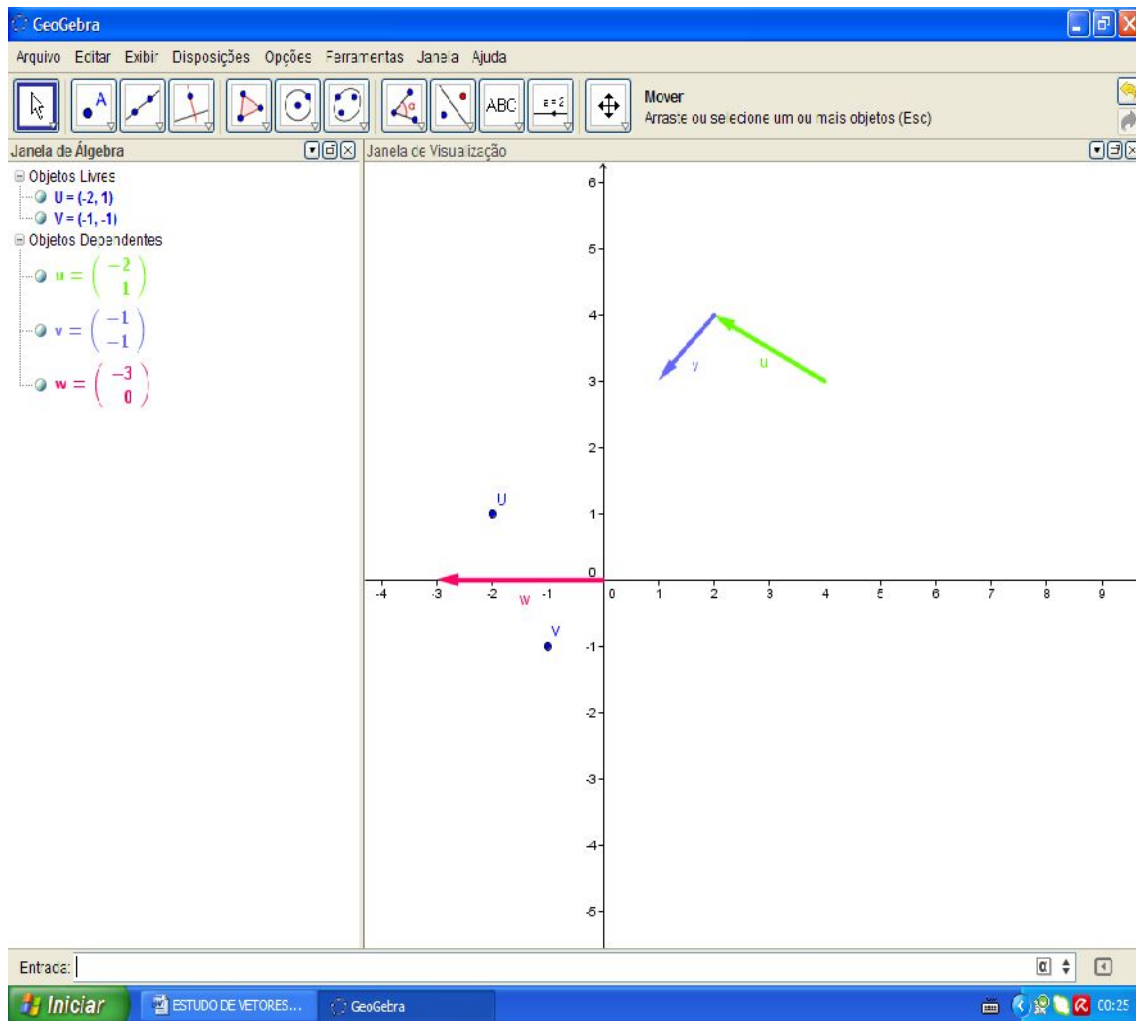 GeoGebra
Arquivo Editar Exibir Disposições Opções Ferramentas Janela Ajuda
A
α
ABC
a=2
Mover
Arraste ou selecione um ou mais objetos (Esc)
Janela de Álgebra
Janela de Visualização
Objetos Livres
U = (-2, 1)
V = (-1, -1)
Objetos Dependentes
u = ( -2
1 )
v = ( -1
-1 )
w = ( -3
0 )
6
5
4
3
2
1
0
-4 -3 -2 -1 0 1 2 3 4 5 6 7 8 9
-1
-2
-3
-4
-5
v
u
U
w
V
Entrada:
α
Iniciar
ESTUDO DE VETORES...
GeoGebra
00:25